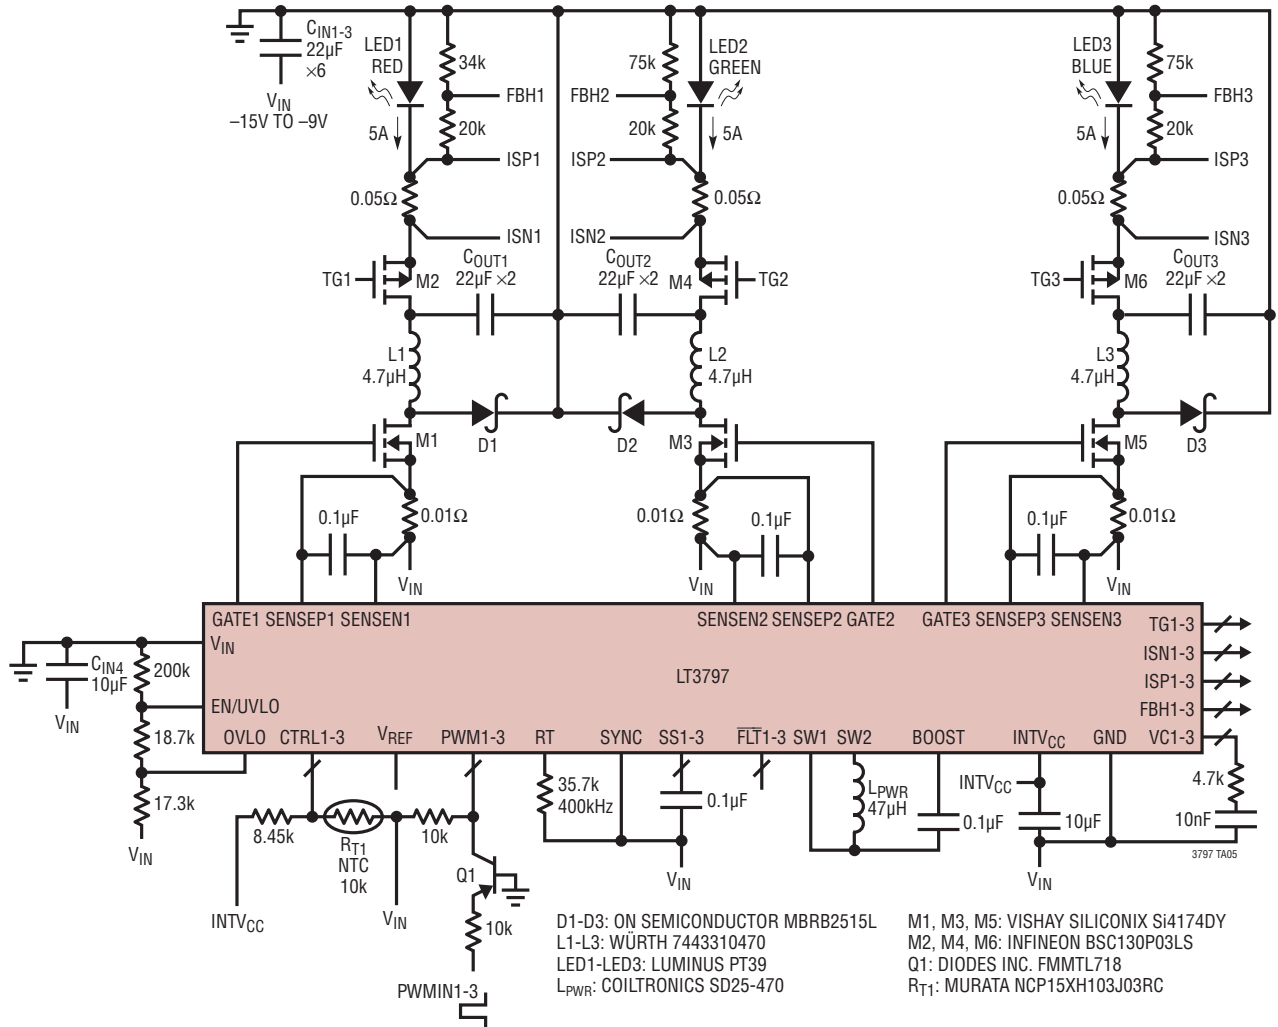 CIN1-3
22µF
×6
VIN
–15V TO –9V
LED1
RED
34k
FBH1
20k
5A
ISP1
0.05Ω
ISN1
TG1
M2
COUT1
22µF ×2
L1
4.7µH
M1
D1
0.1µF
0.01Ω
VIN
LED2
GREEN
75k
FBH2
20k
5A
ISP2
0.05Ω
ISN2
COUT2
22µF ×2
M4
TG2
L2
4.7µH
D2
M3
0.01Ω
0.1µF
VIN
LED3
BLUE
75k
FBH3
20k
5A
ISP3
0.05Ω
ISN3
TG3
M6
COUT3
22µF ×2
L3
4.7µH
M5
D3
0.1µF
0.01Ω
VIN
GATE1 SENSEP1 SENSEN1
SENSEN2 SENSEP2 GATE2
GATE3 SENSEP3 SENSEN3
VIN
EN/UVLO
LT3797
TG1-3
ISN1-3
ISP1-3
FBH1-3
VC1-3
OVLO CTRL1-3 VREF PWM1-3 RT SYNC SS1-3 FLT1-3 SW1 SW2 BOOST INTVCC GND
CIN4
10µF
VIN
200k
18.7k
17.3k
VIN
8.45k
INTVCC
RT1
NTC
10k
VIN
10k
Q1
10k
PWMIN1-3
35.7k
400kHz
0.1µF
VIN
LPWR
47µH
0.1µF
INTVCC
10µF
VIN
4.7k
10nF
3797 TA05
D1-D3: ON SEMICONDUCTOR MBRB2515L
L1-L3: WÜRTH 7443310470
LED1-LED3: LUMINUS PT39
LPWR: COILTRONICS SD25-470
M1, M3, M5: VISHAY SILICONIX Si4174DY
M2, M4, M6: INFINEON BSC130P03LS
Q1: DIODES INC. FMMTL718
RT1: MURATA NCP15XH103J03RC